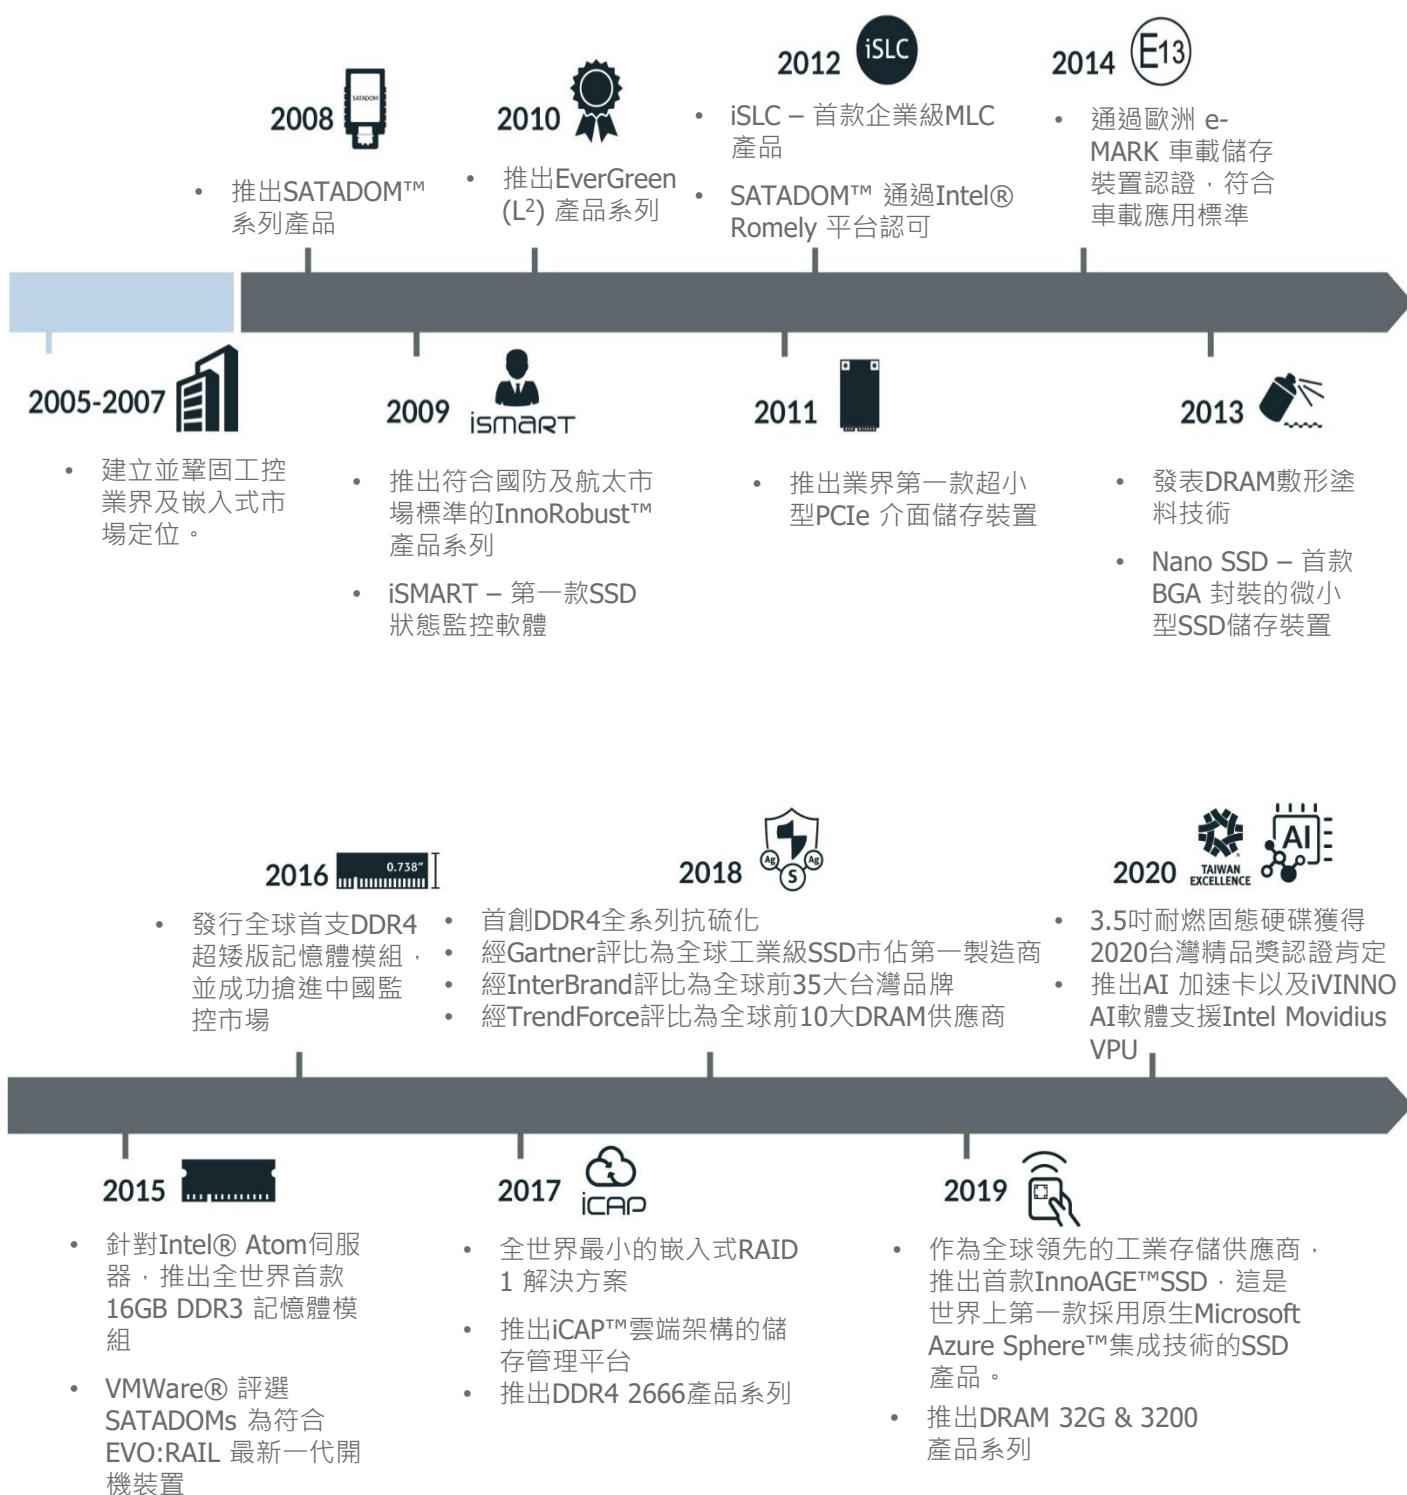 2008
SATADOM
推出SATADOM™
系列產品
2010
推出EverGreen
(L²) 產品系列
2012
iSLC
iSLC – 首款企業級MLC
產品
SATADOM™ 通過Intel®
Romely 平台認可
2014
E13
通過歐洲 e-
MARK 車載儲存
裝置認證，符合
車載應用標準
2005-2007
建立並鞏固工控
業界及嵌入式市
場定位。
2009
iSMART
推出符合國防及航太市
場標準的InnoRobust™
產品系列
iSMART – 第一款SSD
狀態監控軟體
2011
推出業界第一款超小
型PCIe 介面儲存裝置
2013
發表DRAM敷形塗
料技術
Nano SSD – 首款
BGA 封裝的微小
型SSD儲存裝置
2016
0.738"
發行全球首支DDR4
超矮版記憶體模組，
並成功搶進中國監
控市場
2018
Ag
S
Ag
首創DDR4全系列抗硫化
經Gartner評比為全球工業級SSD市佔第一製造商
經InterBrand評比為全球前35大台灣品牌
經TrendForce評比為全球前10大DRAM供應商
2020
TAIWAN
EXCELLENCE
AI
3.5吋耐燃固態硬碟獲得
2020台灣精品獎認證肯定
推出AI 加速卡以及iVINNO
AI軟體支援Intel Movidius
VPU
2015
針對Intel® Atom伺服
器，推出全世界首款
16GB DDR3 記憶體模
組
VMWare® 評選
SATADOMs 為符合
EVO:RAIL 最新一代開
機裝置
2017
iCAP
全世界最小的嵌入式RAID
1 解決方案
推出iCAP™雲端架構的儲
存管理平台
推出DDR4 2666產品系列
2019
作為全球領先的工業存儲供應商，
推出首款InnoAGE™SSD，這是
世界上第一款採用原生Microsoft
Azure Sphere™集成技術的SSD
產品。
推出DRAM 32G & 3200
產品系列